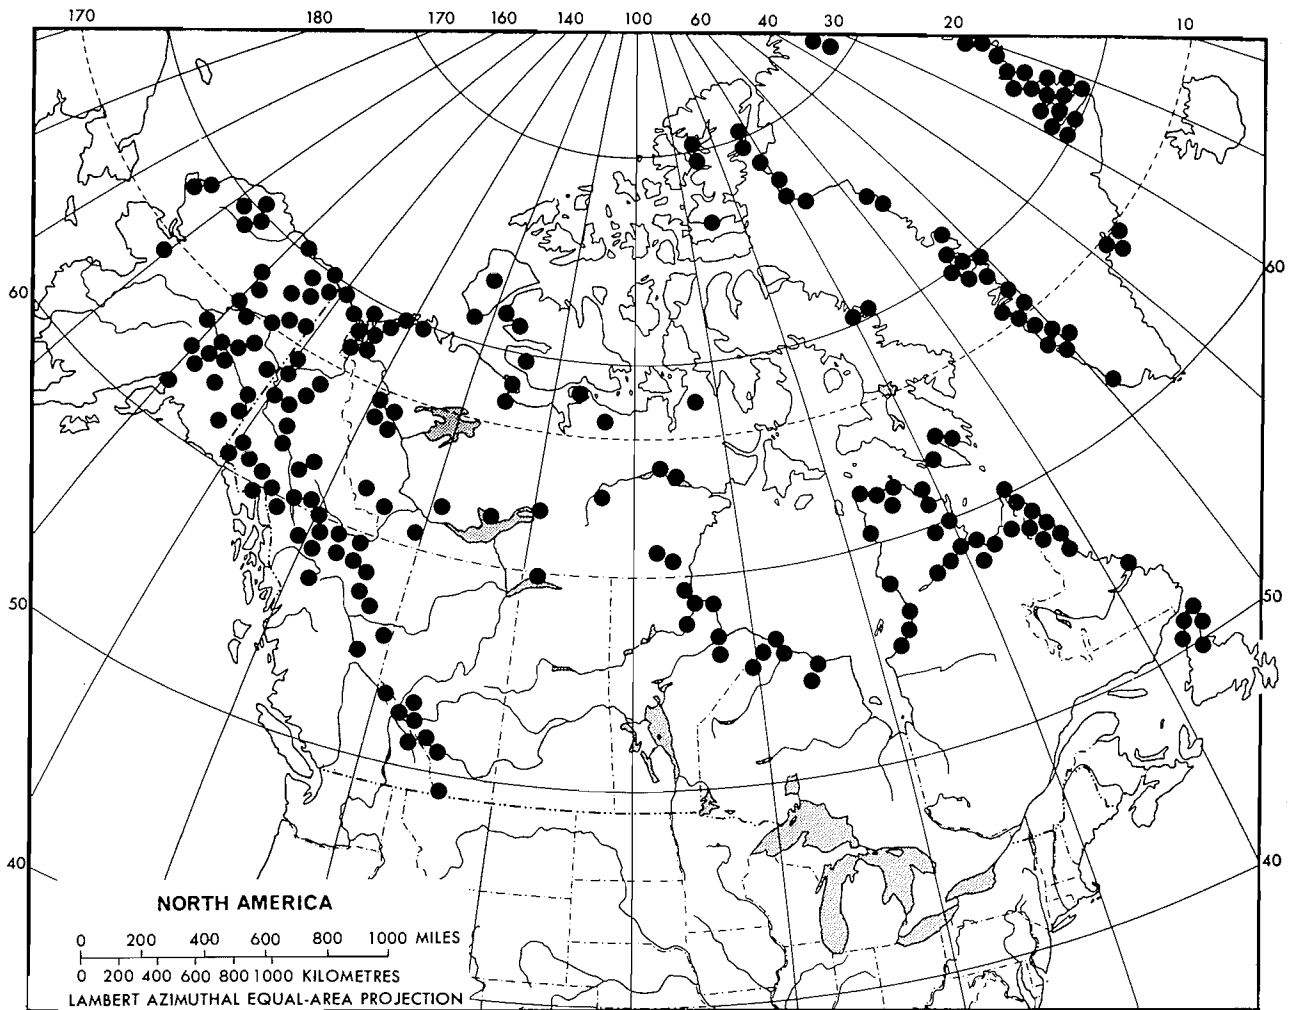 170 180 170 160 140 100 60 40 30 20 10
60 60
50 50
40 40
NORTH AMERICA
0 200 400 600 800 1000 MILES
0 200 400 600 800 1000 KILOMETRES
LAMBERT AZIMUTHAL EQUAL-AREA PROJECTION